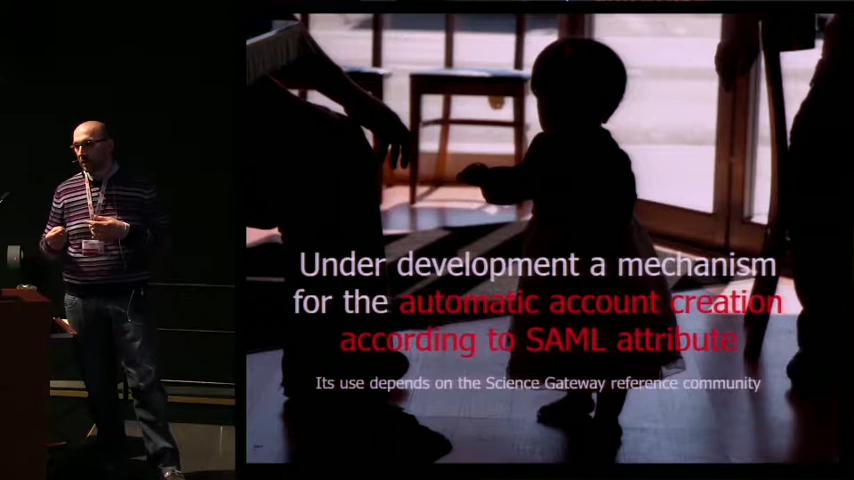 Under development a mechanism
for the automatic account creation
according to SAML attribute
Its use depends on the Science Gateway reference community